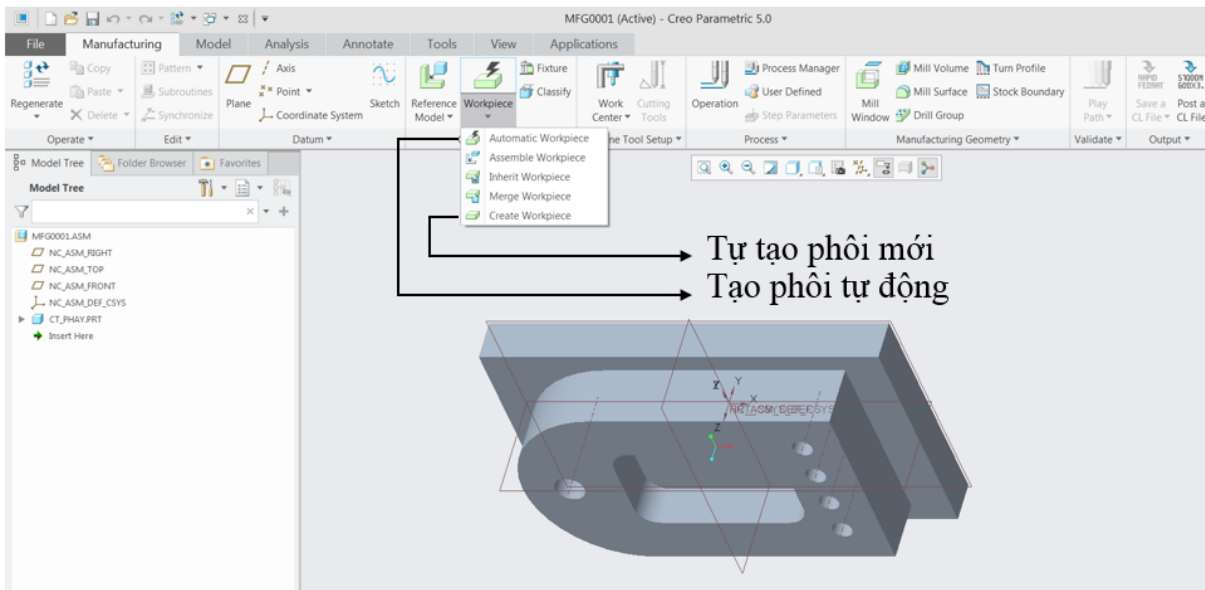 MFG0001 (Active) - Creo Parametric 5.0
File Manufacturing Model Analysis Annotate Tools View Applications
Copy Pattern Axis Fixture Process Manager Mill Volume Turn Profile
Paste Subroutines Point Classify User Defined Mill Surface Stock Boundary
Regenerate Delete Synchronize Plane Coordinate System Sketch Reference Model Workpiece Work Center Cutting Tools Operation Step Parameters Mill Window Drill Group Play Path Save a CL File Post a CL File
Operate Edit Datum ne Tool Setup Process Manufacturing Geometry Validate Output
Model Tree Folder Browser Favorites
Automatic Workpiece
Assemble Workpiece
Inherit Workpiece
Merge Workpiece
Create Workpiece
Model Tree
MFG0001.ASM
NC_ASM_RIGHT
NC_ASM_TOP
NC_ASM_FRONT
NC_ASM_DEF_CSYS
CT_PHAY.PRT
Insert Here
Tự tạo phôi mới
Tạo phôi tự động
Y
X
Z